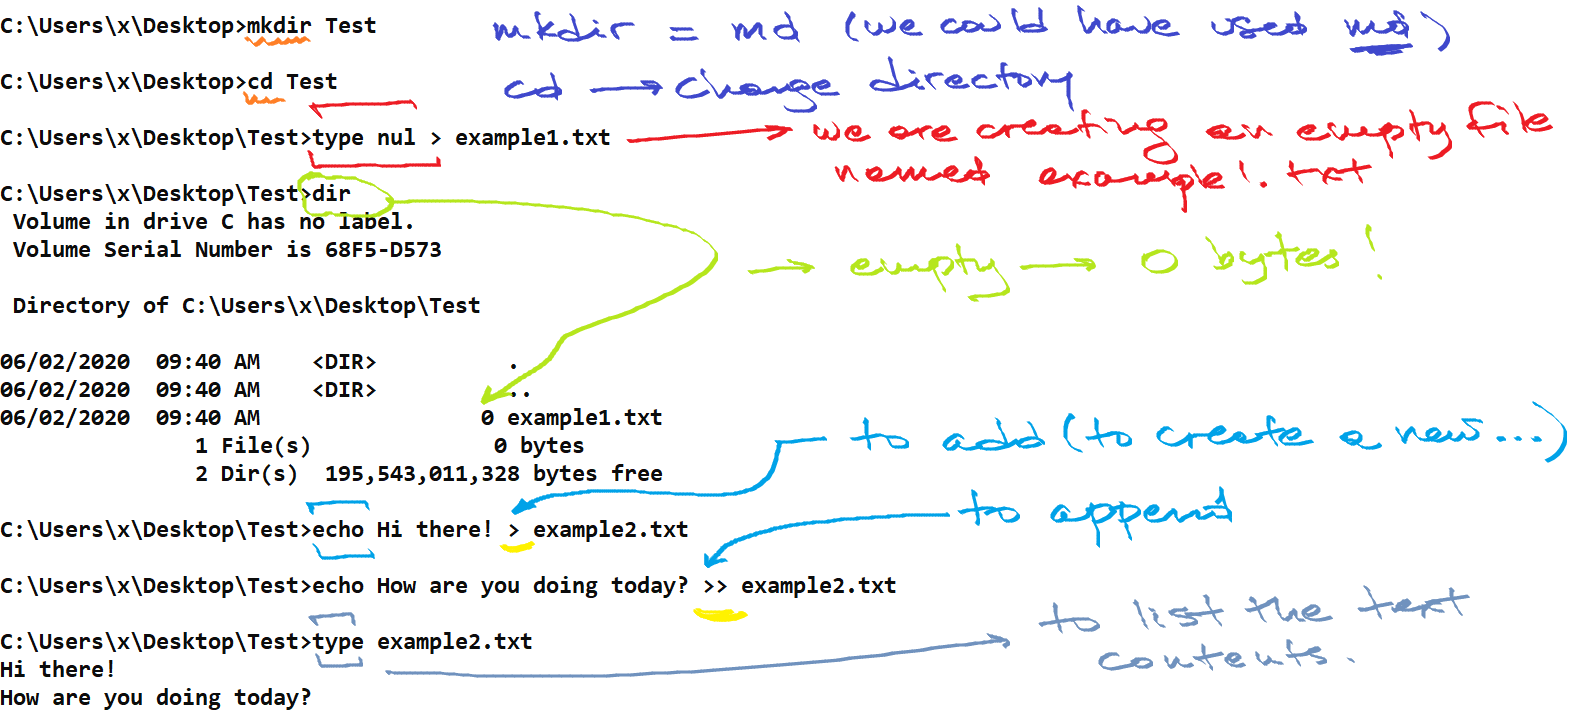 C:\Users\x\Desktop>mkdir Test
mkdir = md (we could have used md)
C:\Users\x\Desktop>cd Test
cd → change directory
C:\Users\x\Desktop\Test>type nul > example1.txt
we are creating an empty file
named example1.txt
C:\Users\x\Desktop\Test>dir
Volume in drive C has no label.
Volume Serial Number is 68F5-D573
→ empty → 0 bytes!
Directory of C:\Users\x\Desktop\Test
06/02/2020  09:40 AM    <DIR>          .
06/02/2020  09:40 AM    <DIR>          ..
06/02/2020  09:40 AM                 0 example1.txt
1 File(s)              0 bytes
2 Dir(s)  195,543,011,328 bytes free
to add (to create a new...)
to append
C:\Users\x\Desktop\Test>echo Hi there! > example2.txt
C:\Users\x\Desktop\Test>echo How are you doing today? >> example2.txt
C:\Users\x\Desktop\Test>type example2.txt
to list the text
contents.
Hi there!
How are you doing today?